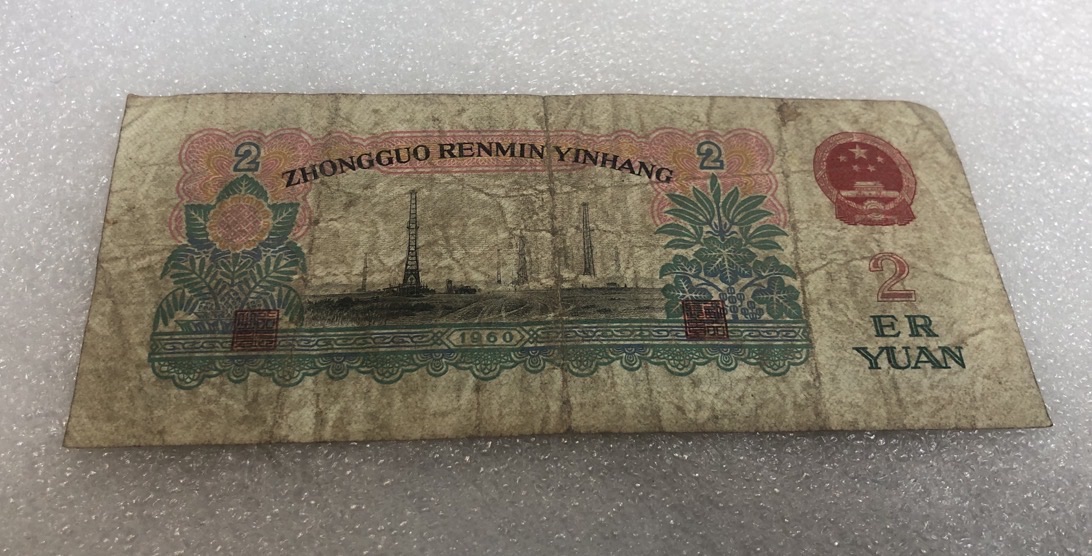 2
ZHONGGUO RENMIN YINHANG
2
2
ER
YUAN
1960